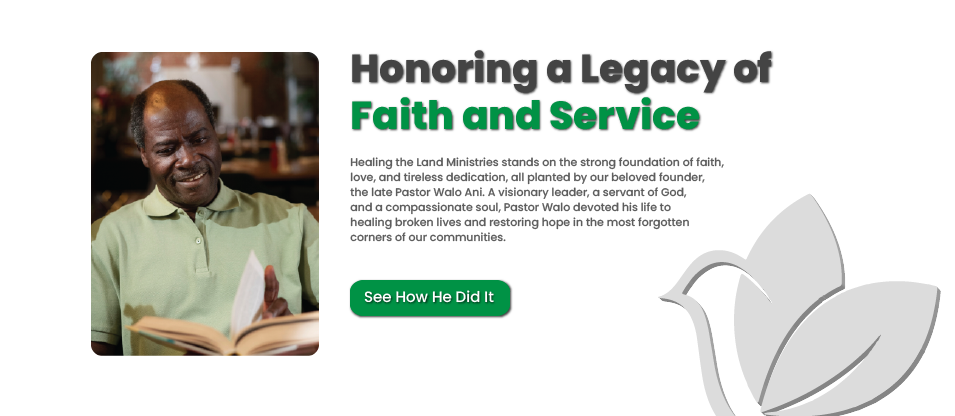 Honoring a Legacy of
Faith and Service
Healing the Land Ministries stands on the strong foundation of faith,
love, and tireless dedication, all planted by our beloved founder,
the late Pastor Walo Ani. A visionary leader, a servant of God,
and a compassionate soul, Pastor Walo devoted his life to
healing broken lives and restoring hope in the most forgotten
corners of our communities.
See How He Did It